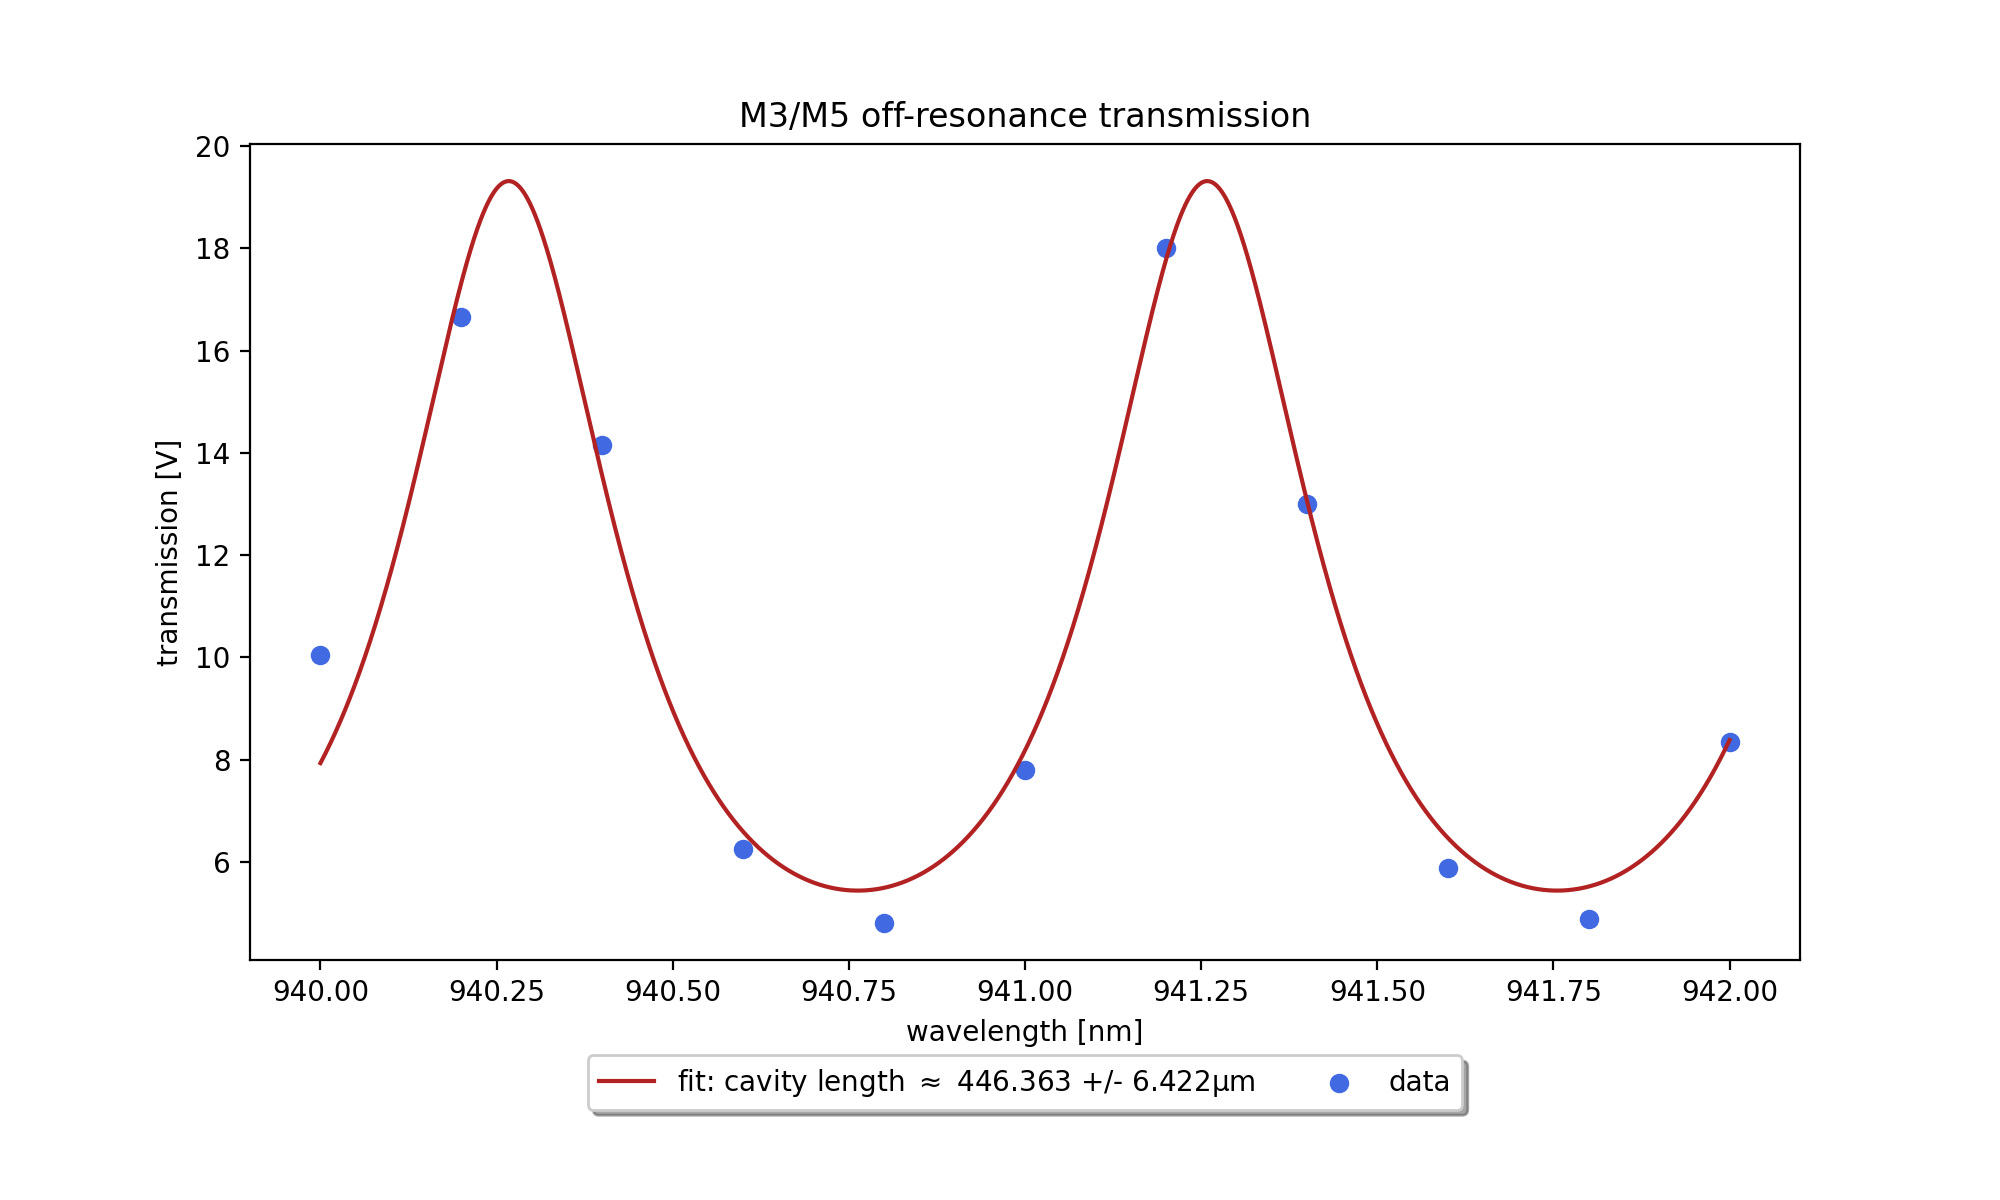 M3/M5 off-resonance transmission
transmission [V]
20
18
16
14
12
10
8
6
940.00 940.25 940.50 940.75 941.00 941.25 941.50 941.75 942.00
wavelength [nm]
fit: cavity length ≈ 446.363 +/- 6.422μm data